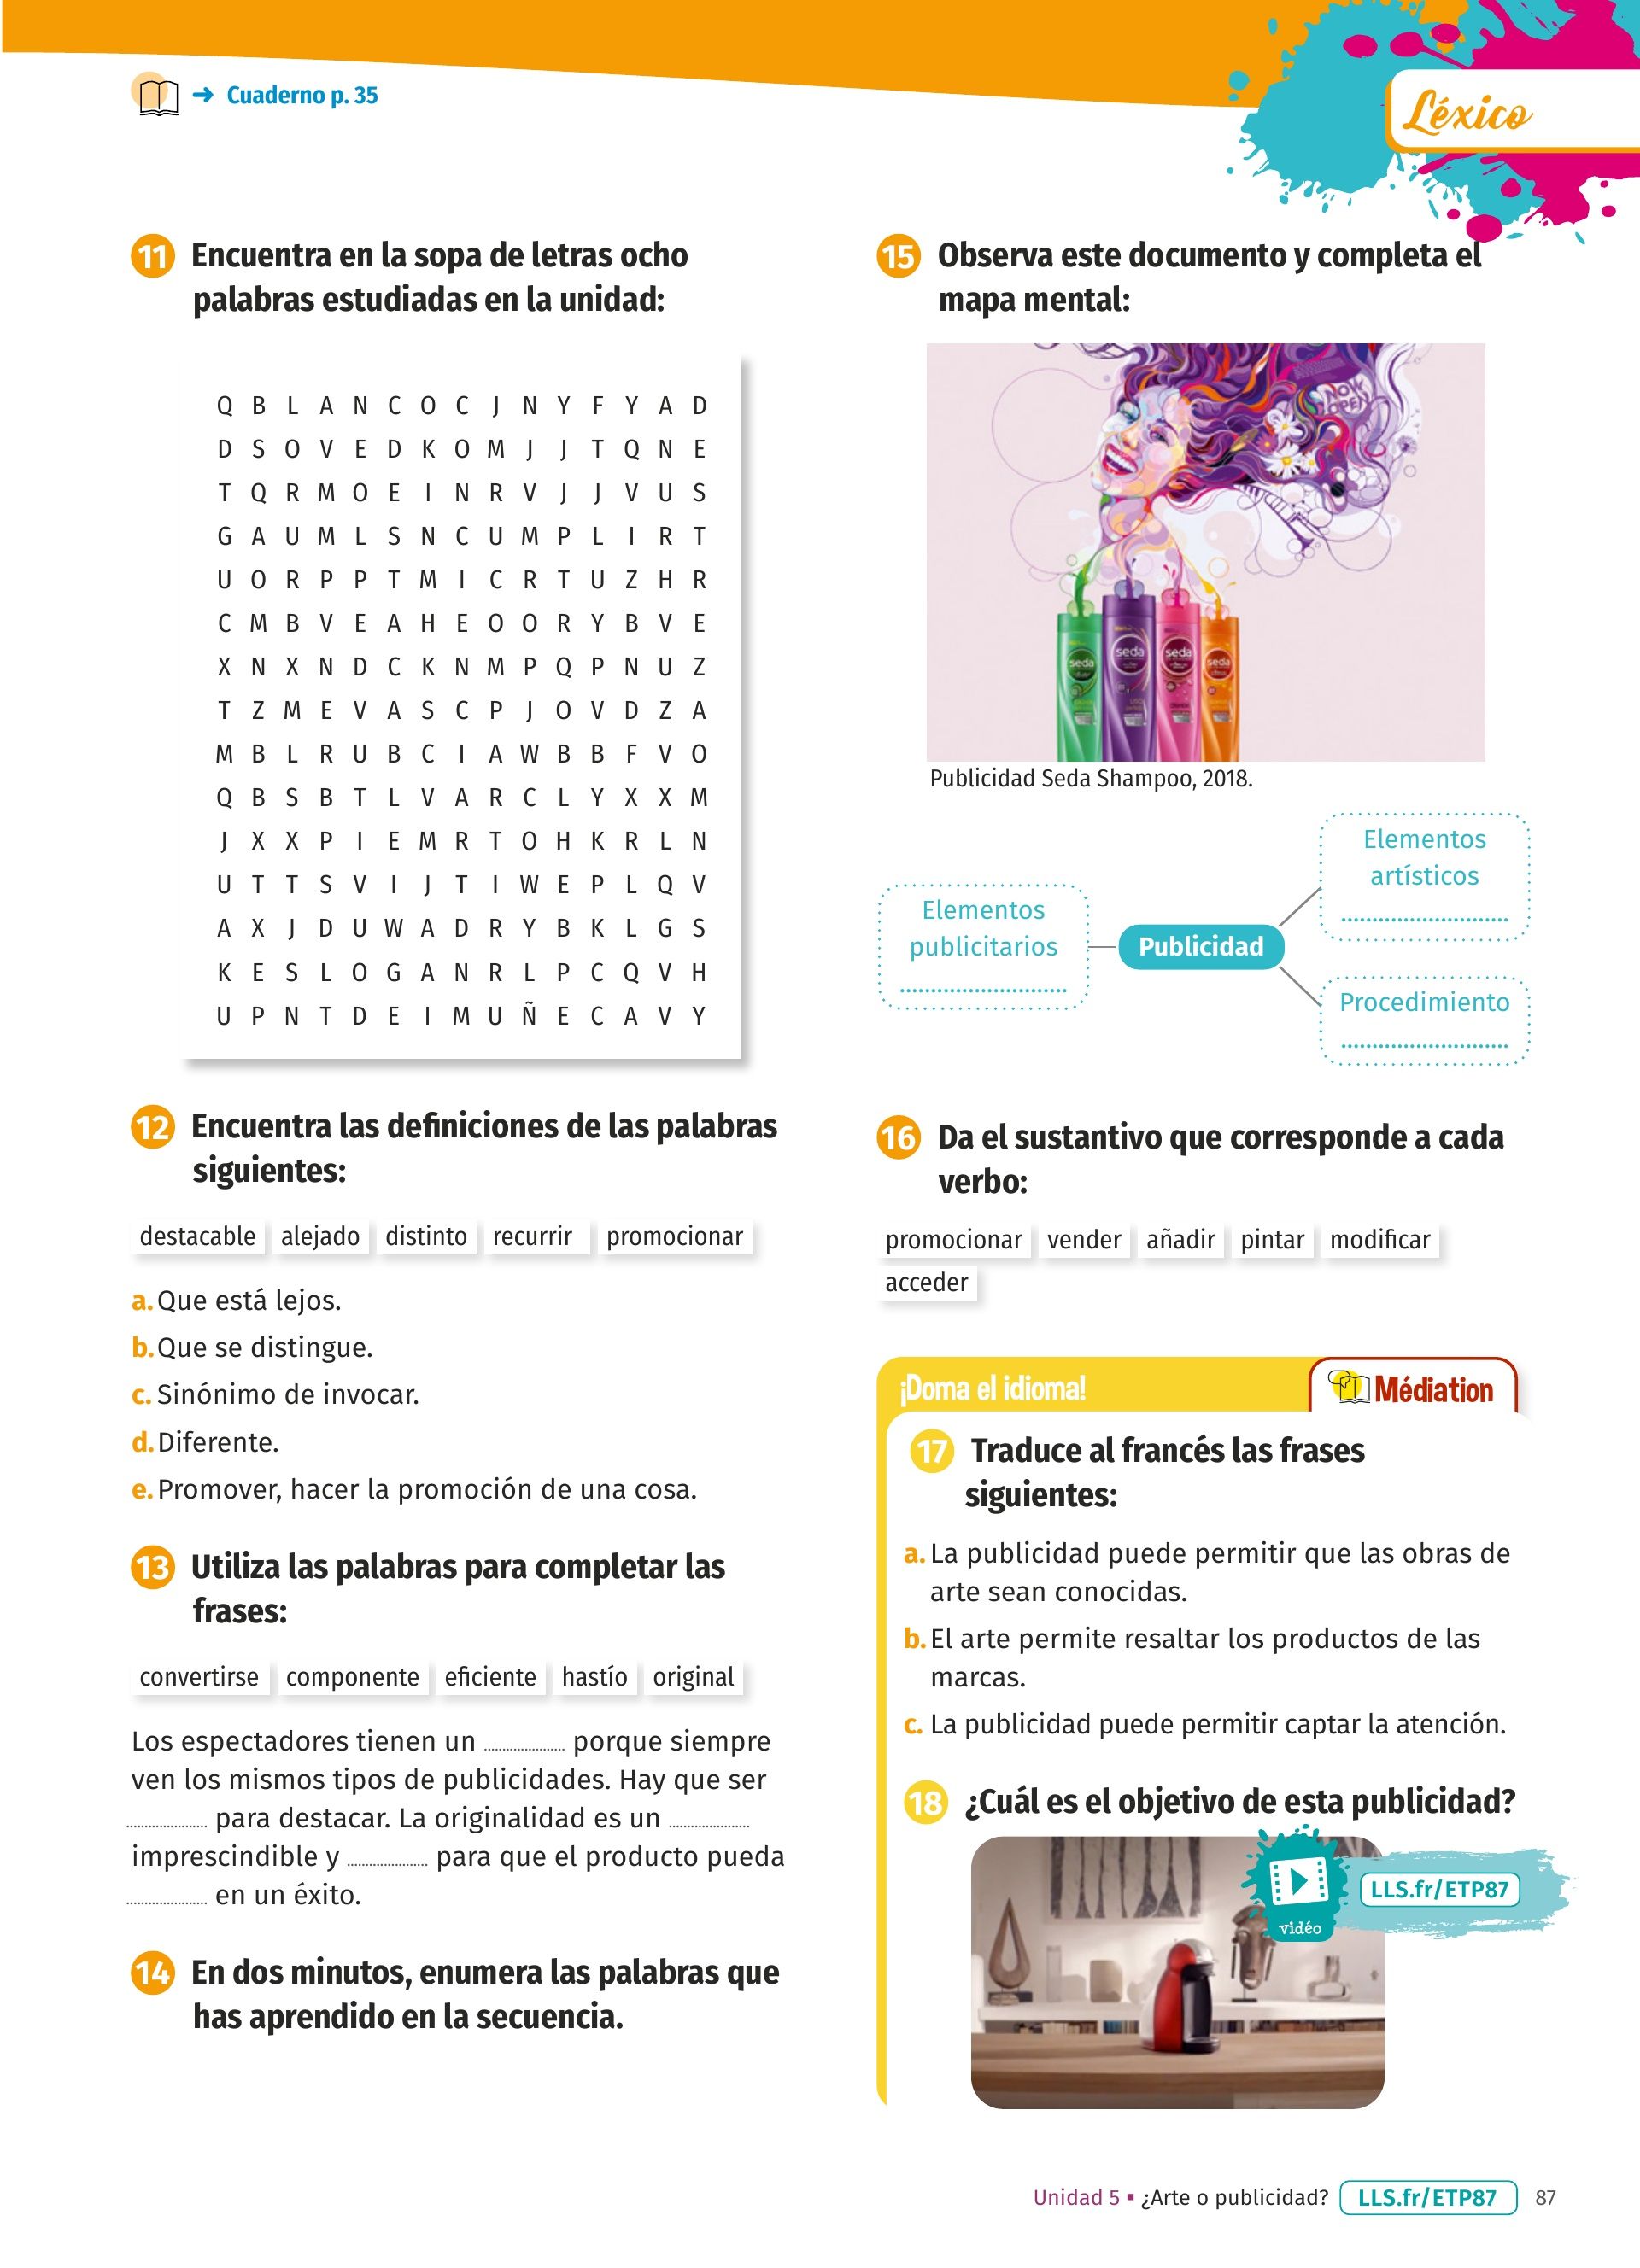 → Cuaderno p. 35
Léxico
11 Encuentra en la sopa de letras ocho
palabras estudiadas en la unidad:
Q B L A N C O C J N Y F Y A D
D S O V E D K O M J J T Q N E
T Q R M O E I N R V J J V U S
G A U M L S N C U M P L I R T
U O R P P T M I C R T U Z H R
C M B V E A H E O O R Y B V E
X N X N D C K N M P Q P N U Z
T Z M E V A S C P J O V D Z A
M B L R U B C I A W B B F V O
Q B S B T L V A R C L Y X X M
J X X P I E M R T O H K R L N
U T T S V I J T I W E P L Q V
A X J D U W A D R Y B K L G S
K E S L O G A N R L P C Q V H
U P N T D E I M U Ñ E C A V Y
12 Encuentra las definiciones de las palabras
siguientes:
destacable alejado distinto recurrir promocionar
a. Que está lejos.
b. Que se distingue.
c. Sinónimo de invocar.
d. Diferente.
e. Promover, hacer la promoción de una cosa.
13 Utiliza las palabras para completar las
frases:
convertirse componente eficiente hastío original
Los espectadores tienen un ..................... porque siempre
ven los mismos tipos de publicidades. Hay que ser
..................... para destacar. La originalidad es un .....................
imprescindible y ..................... para que el producto pueda
..................... en un éxito.
14 En dos minutos, enumera las palabras que
has aprendido en la secuencia.
15 Observa este documento y completa el
mapa mental:
NOW
OPEN
seda
seda
seda
seda
Publicidad Seda Shampoo, 2018.
Elementos
artísticos
...........................
Elementos
publicitarios
...........................
Publicidad
Procedimiento
...........................
16 Da el sustantivo que corresponde a cada
verbo:
promocionar vender añadir pintar modificar
acceder
¡Doma el idioma!
Médiation
17 Traduce al francés las frases
siguientes:
a. La publicidad puede permitir que las obras de
arte sean conocidas.
b. El arte permite resaltar los productos de las
marcas.
c. La publicidad puede permitir captar la atención.
18 ¿Cuál es el objetivo de esta publicidad?
vidéo
LLS.fr/ETP87
Unidad 5 ▪ ¿Arte o publicidad? LLS.fr/ETP87 87